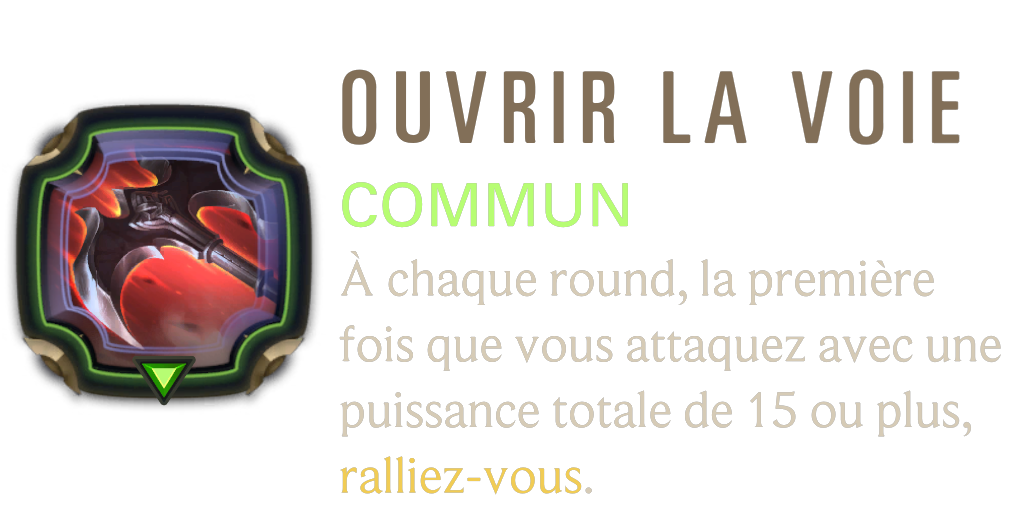 OUVRIR LA VOIE
COMMUN
À chaque round, la première
fois que vous attaquez avec une
puissance totale de 15 ou plus,
ralliez-vous.